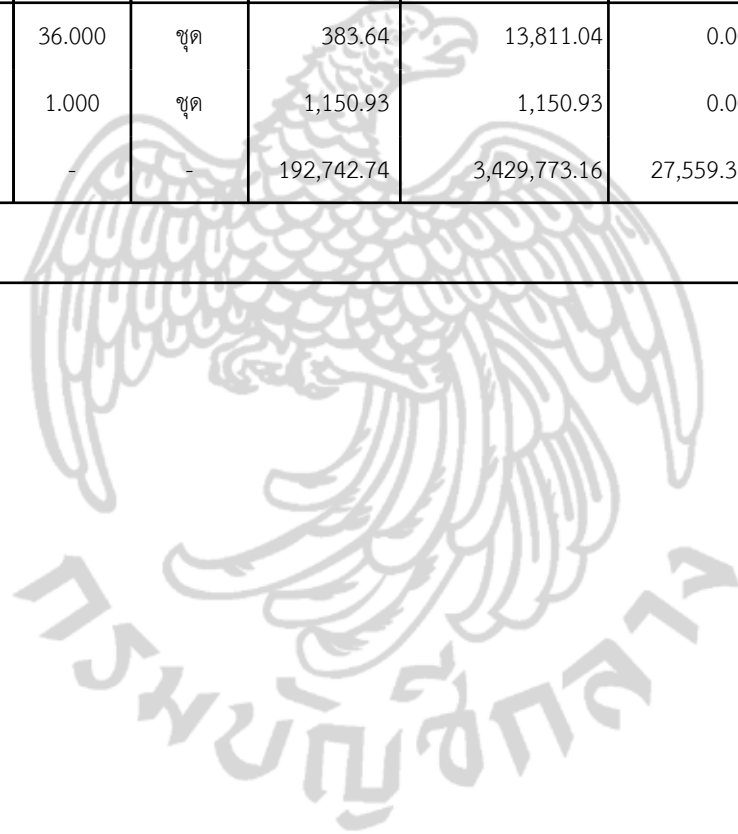 36.000 ชุด 383.64 13,811.04 0.0
1.000 ชุด 1,150.93 1,150.93 0.0
- - 192,742.74 3,429,773.16 27,559.3
กรมบัญชีกลาง